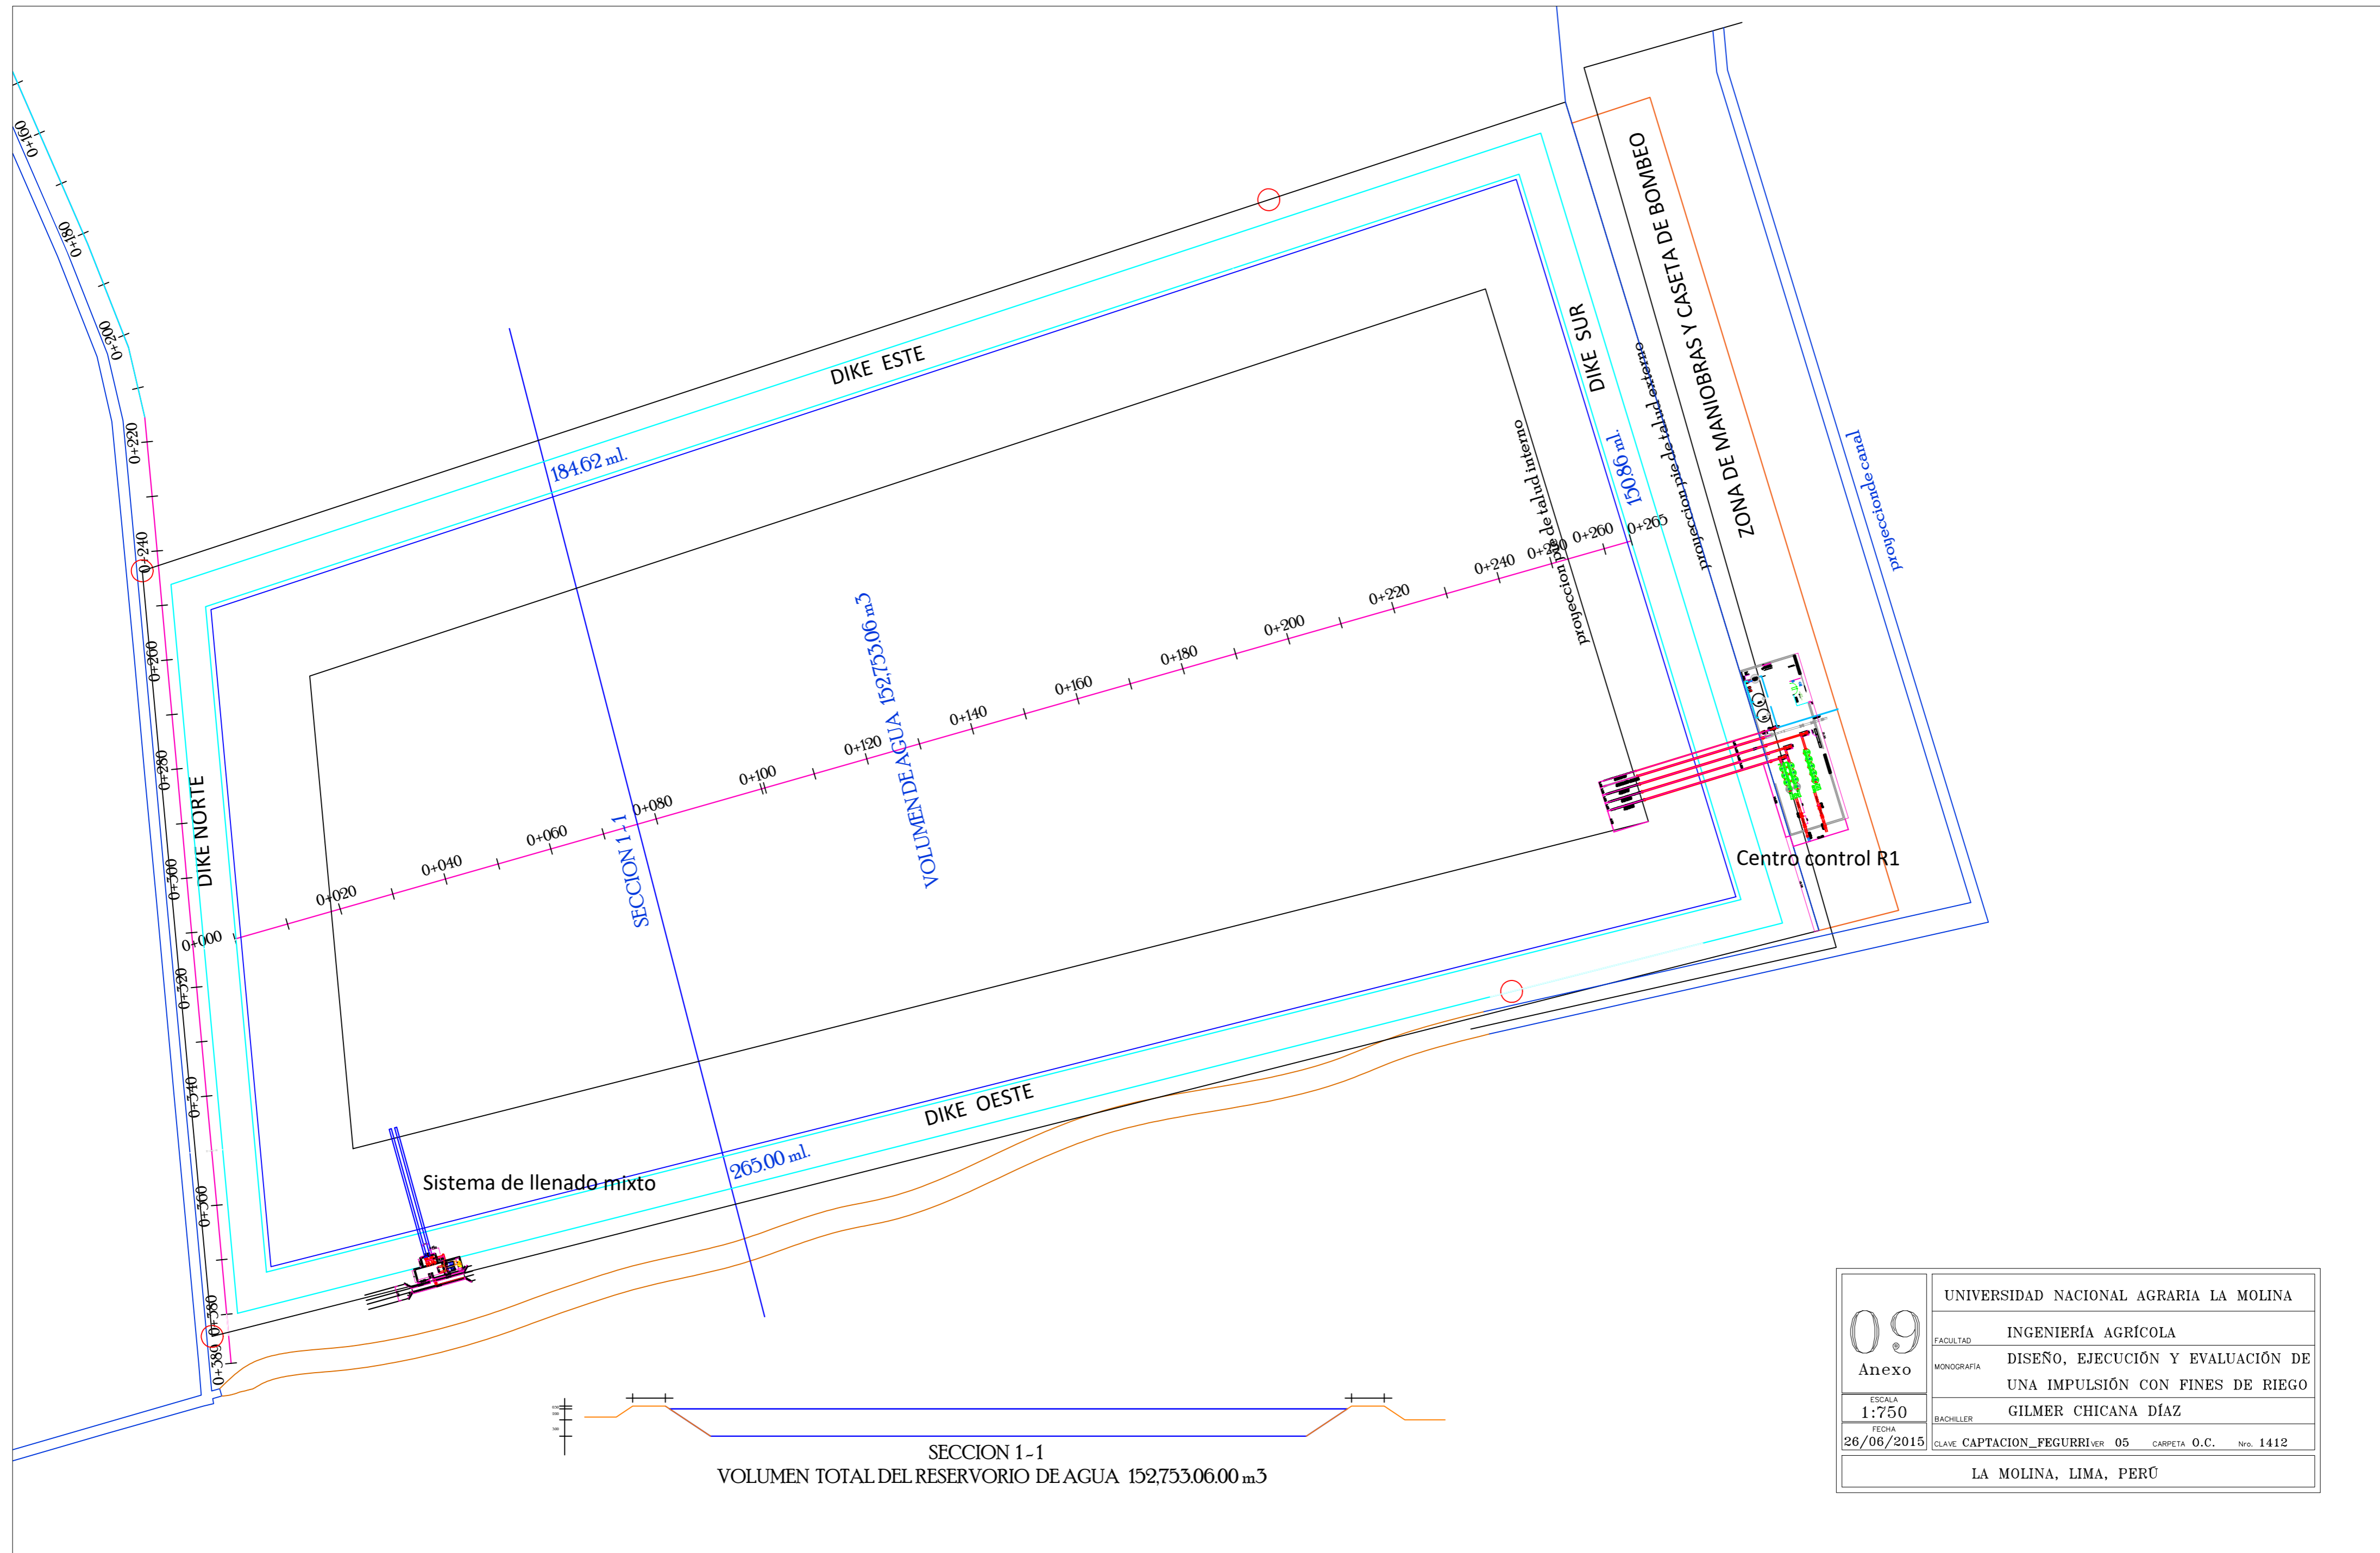 0+160
0+180
0+200
0+220
0+240
0+200
0+280
0+300
0+320
0+340
0+360
0+380
0+389
DIKE NORTE
DIKE ESTE
184.62 ml.
DIKE SUR
150.86 ml.
ZONA DE MANIOBRAS Y CASETA DE BOMBEO
proyeccion pie de talud externo
proyeccion pie de talud interno
proyeccionde canal
0+000
0+020
0+040
0+060
0+080
0+100
0+120
0+140
0+160
0+180
0+200
0+220
0+240
0+250
0+260
0+265
SECCION 1-1
VOLUMEN DE AGUA 152,753.06 m3
Centro control R1
DIKE OESTE
265.00 ml.
Sistema de llenado mixto
SECCION 1-1
VOLUMEN TOTAL DEL RESERVORIO DE AGUA 152,753.06.00 m3
09
Anexo
ESCALA
1:750
FECHA
26/06/2015
UNIVERSIDAD NACIONAL AGRARIA LA MOLINA
FACULTAD INGENIERÍA AGRÍCOLA
MONOGRAFÍA DISEÑO, EJECUCIÓN Y EVALUACIÓN DE
UNA IMPULSIÓN CON FINES DE RIEGO
BACHILLER GILMER CHICANA DÍAZ
CLAVE CAPTACION_FEGURRI VER 05 CARPETA O.C. Nro. 1412
LA MOLINA, LIMA, PERÚ